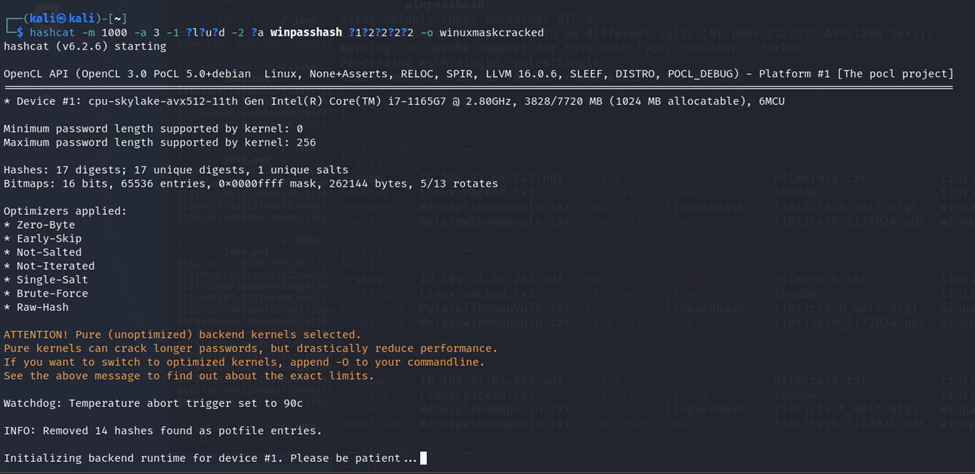 ┌──(kali㉿kali)-[~]
└─$ hashcat -m 1000 -a 3 -1 ?l?u?d -2 ?a winpasshash ?1?2?2?2?2 -o winuxmaskcracked
hashcat (v6.2.6) starting
OpenCL API (OpenCL 3.0 PoCL 5.0+debian  Linux, None+Asserts, RELOC, SPIR, LLVM 16.0.6, SLEEF, DISTRO, POCL_DEBUG) - Platform #1 [The pocl project]
* Device #1: cpu-skylake-avx512-11th Gen Intel(R) Core(TM) i7-1165G7 @ 2.80GHz, 3828/7720 MB (1024 MB allocatable), 6MCU
Minimum password length supported by kernel: 0
Maximum password length supported by kernel: 256
Hashes: 17 digests; 17 unique digests, 1 unique salts
Bitmaps: 16 bits, 65536 entries, 0x0000ffff mask, 262144 bytes, 5/13 rotates
Optimizers applied:
* Zero-Byte
* Early-Skip
* Not-Salted
* Not-Iterated
* Single-Salt
* Brute-Force
* Raw-Hash
ATTENTION! Pure (unoptimized) backend kernels selected.
Pure kernels can crack longer passwords, but drastically reduce performance.
If you want to switch to optimized kernels, append -O to your commandline.
See the above message to find out about the exact limits.
Watchdog: Temperature abort trigger set to 90c
INFO: Removed 14 hashes found as potfile entries.
Initializing backend runtime for device #1. Please be patient...